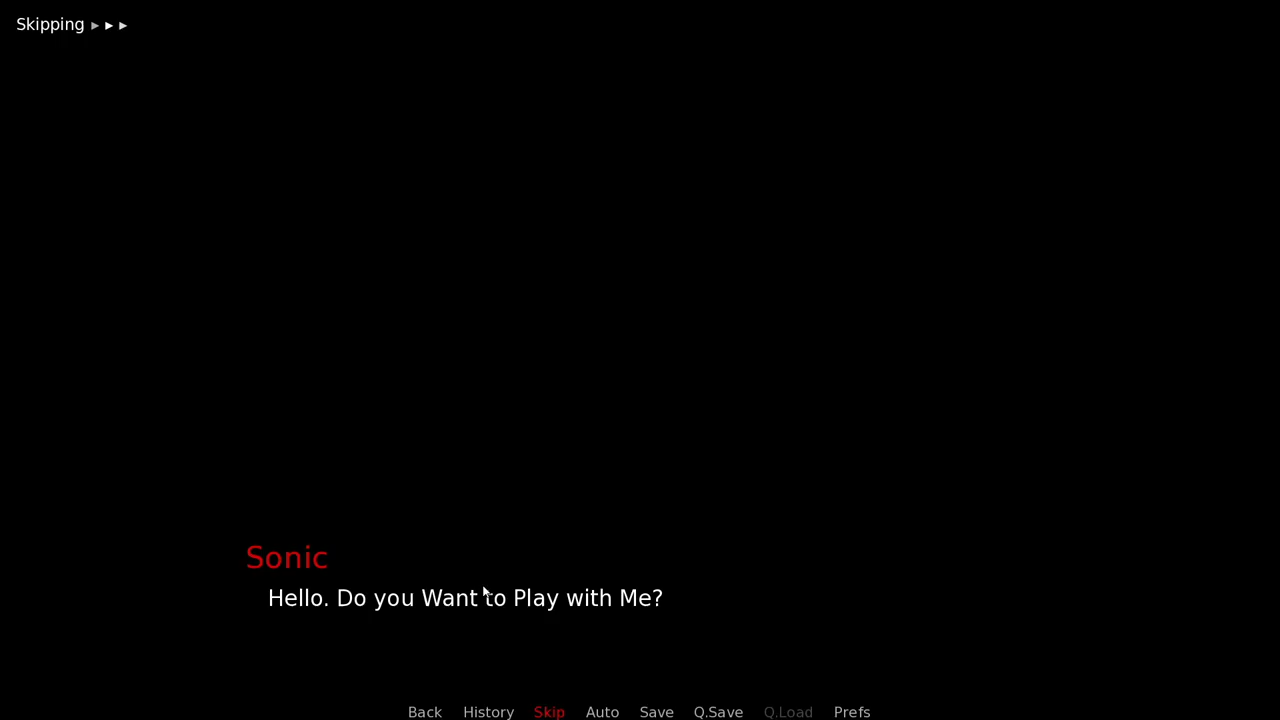 Skipping ▸ ▸ ▸
Sonic
Hello. Do you Want to Play with Me?
Back History Skip Auto Save Q.Save Q.Load Prefs